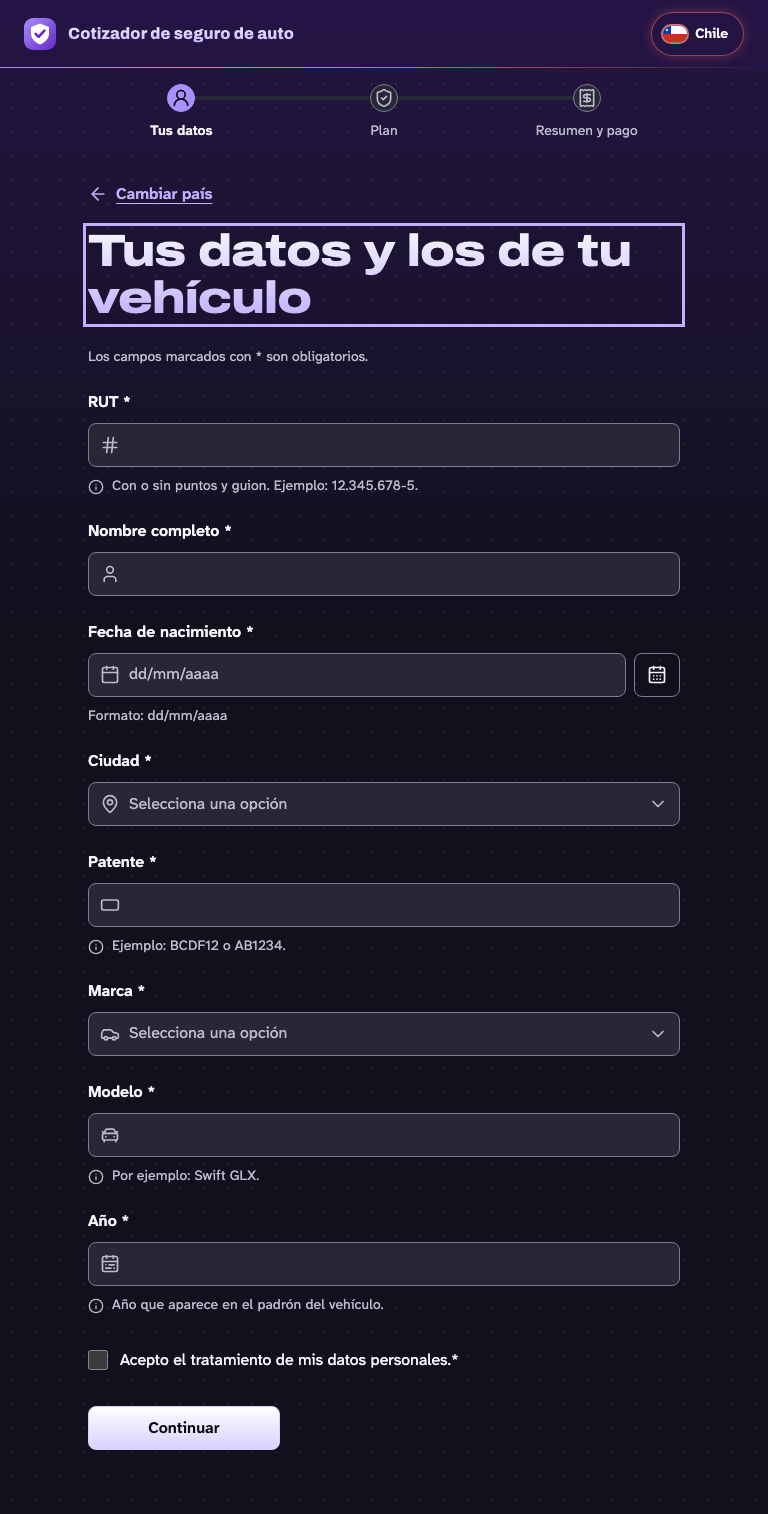 Cotizador de seguro de auto
Chile
Tus datos
Plan
Resumen y pago
Cambiar país
Tus datos y los de tu
vehículo
Los campos marcados con * son obligatorios.
RUT *
Con o sin puntos y guion. Ejemplo: 12.345.678-5.
Nombre completo *
Fecha de nacimiento *
dd/mm/aaaa
Formato: dd/mm/aaaa
Ciudad *
Selecciona una opción
Patente *
Ejemplo: BCDF12 o AB1234.
Marca *
Selecciona una opción
Modelo *
Por ejemplo: Swift GLX.
Año *
Año que aparece en el padrón del vehículo.
Acepto el tratamiento de mis datos personales.*
Continuar